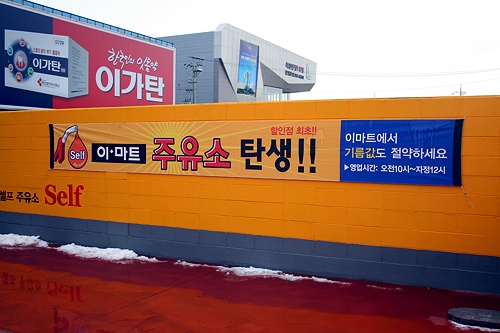 한국인의 잇몸약
이가탄
이가탄
할인점 최초!!
Self
이·마트 주유소 탄생!!
이마트에서
기름값도 절약하세요
▶영업시간: 오전10시~자정12시
셀프 주유소 Self